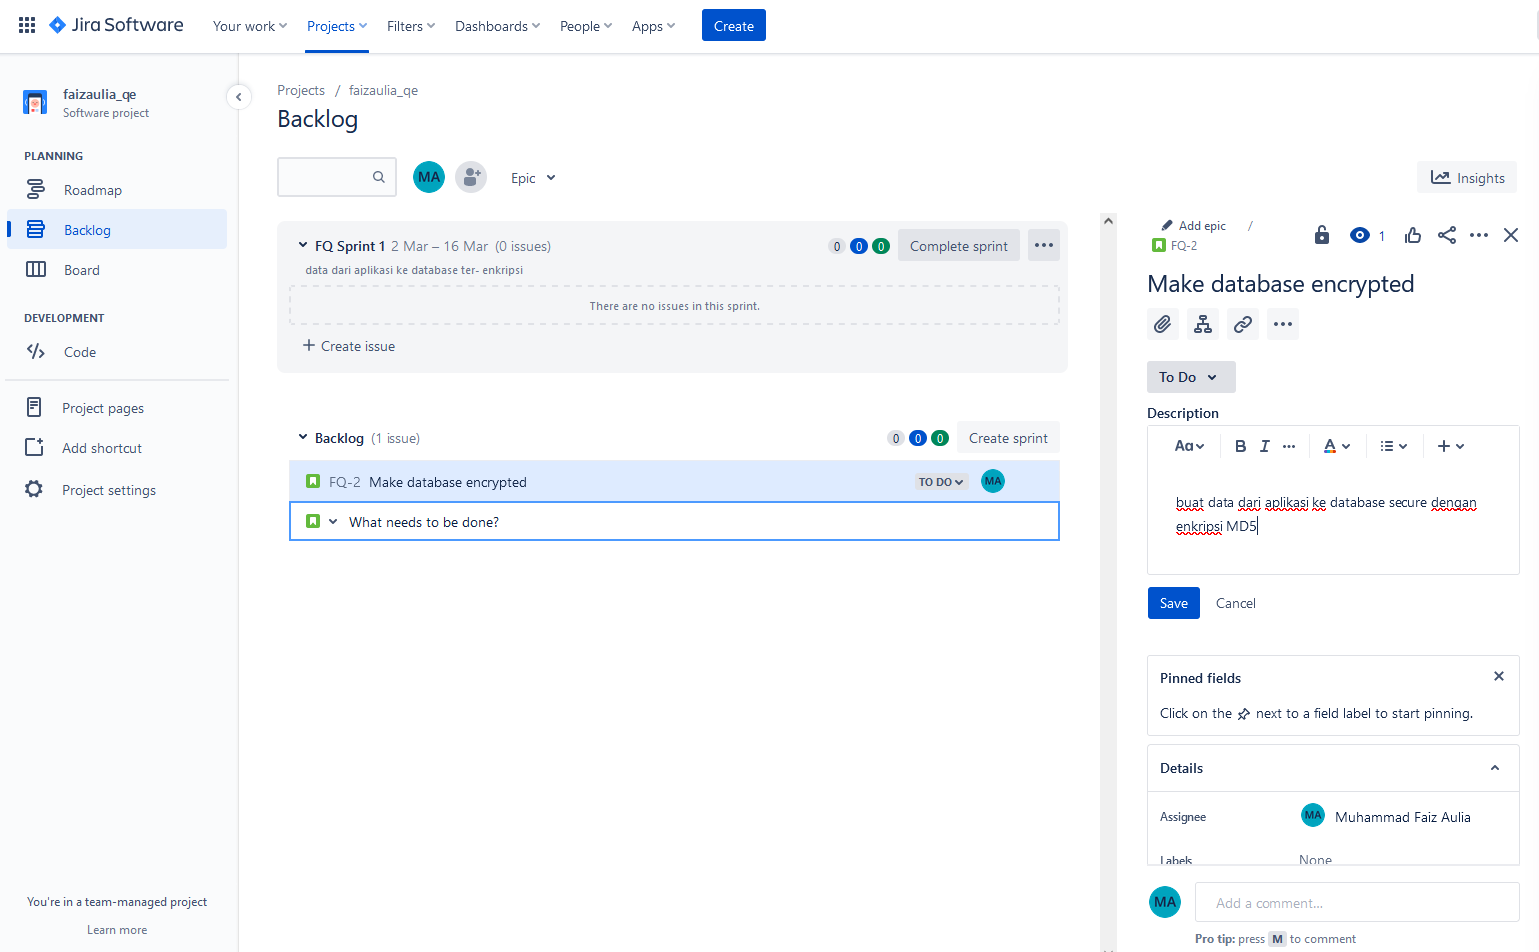 Jira Software
Your work
Projects
Filters
Dashboards
People
Apps
Create
faizaulia_qe
Software project
PLANNING
Roadmap
Backlog
Board
DEVELOPMENT
Code
Project pages
Add shortcut
Project settings
You're in a team-managed project
Learn more
Projects / faizaulia_qe
Backlog
MA
Epic
Insights
FQ Sprint 1 2 Mar – 16 Mar (0 issues)
0 0 0
Complete sprint
data dari aplikasi ke database ter- enkripsi
There are no issues in this sprint.
Create issue
Backlog (1 issue)
0 0 0
Create sprint
FQ-2 Make database encrypted
TO DO
MA
What needs to be done?
Add epic /
FQ-2
1
Make database encrypted
To Do
Description
Aa B I A
buat data dari aplikasi ke database secure dengan
enkripsi MD5
Save
Cancel
Pinned fields
Click on the next to a field label to start pinning.
Details
Assignee
MA
Muhammad Faiz Aulia
Labels
None
MA
Add a comment...
Pro tip: press M to comment